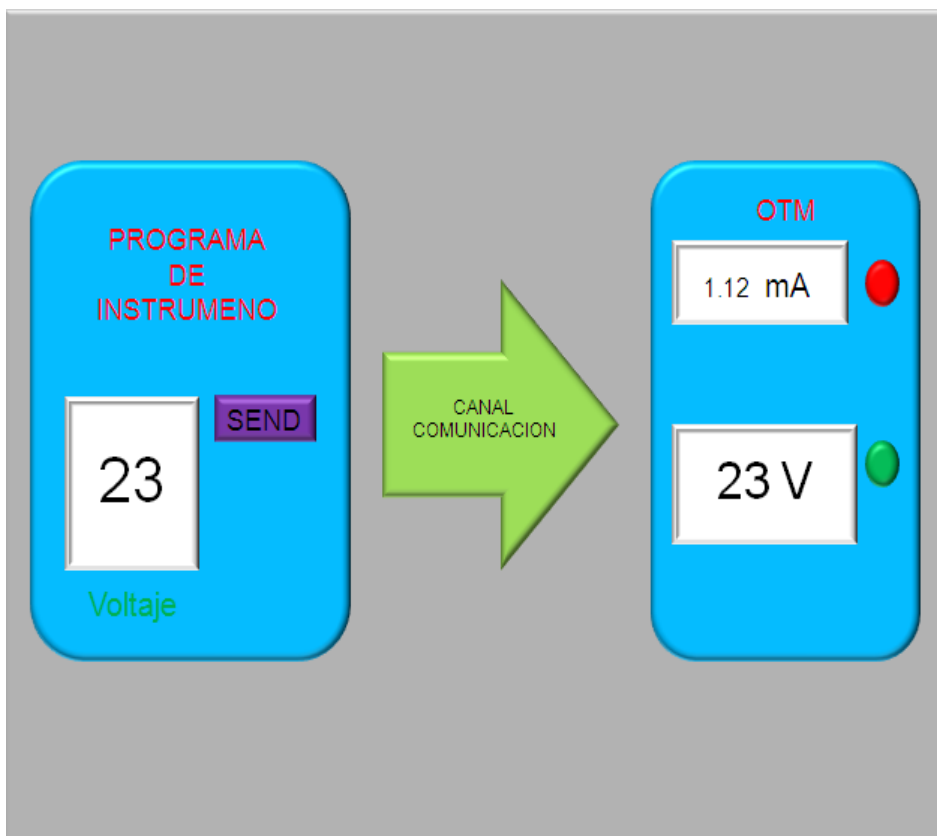 PROGRAMA
DE
INSTRUMENO
SEND
23
Voltaje
CANAL
COMUNICACION
OTM
1.12 mA
23 V